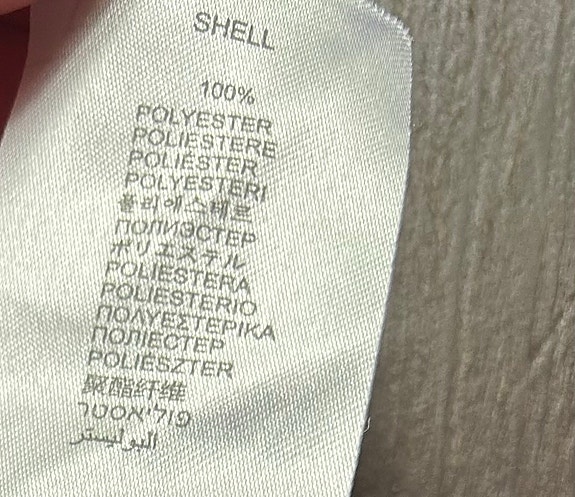 SHELL
100%
POLYESTER
POLIESTERE
POLIÉSTER
POLYESTERI
폴리에스테르
ПОЛИЭСТЕР
ポリエステル
POLIESTERA
POLIESTERIO
ΠΟΛΥΕΣΤΕΡΙΚΑ
ПОЛІЕСТЕР
POLIESZTER
聚酯纤维
פוליאסטר
البوليستر